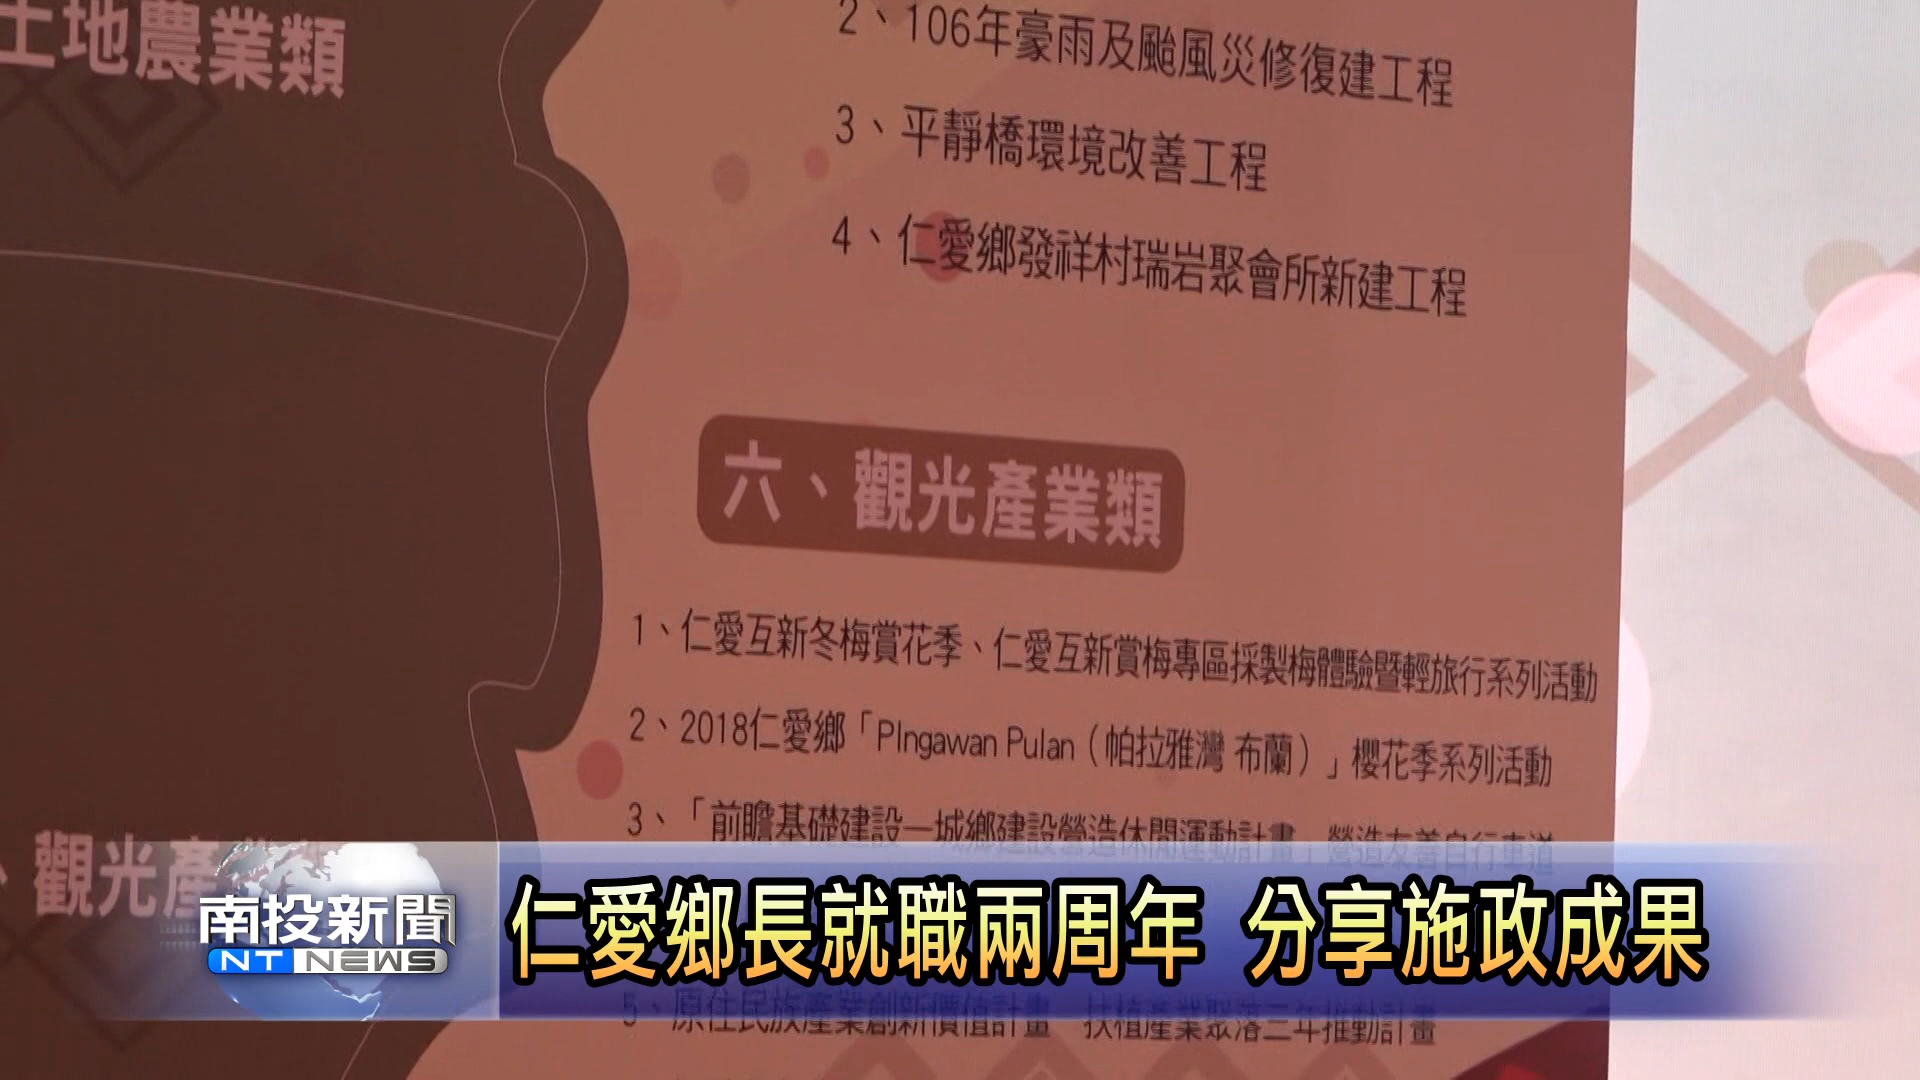 土地農業類
2、106年豪雨及颱風災修復建工程
3、平靜橋環境改善工程
4、仁愛鄉發祥村瑞岩聚會所新建工程
六、觀光產業類
1、仁愛互新冬梅賞花季、仁愛互新賞梅專區採製梅體驗暨輕旅行系列活動
2、2018仁愛鄉「PIngawan Pulan（帕拉雅灣 布蘭）」櫻花季系列活動
3、「前瞻基礎建設—城鄉建設營造休閒運動計畫」營造友善自行車道
、觀光產
南投新聞
NT NEWS
仁愛鄉長就職兩周年 分享施政成果
5、原住民族產業創新價值計畫 扶植產業聚落三年推動計畫